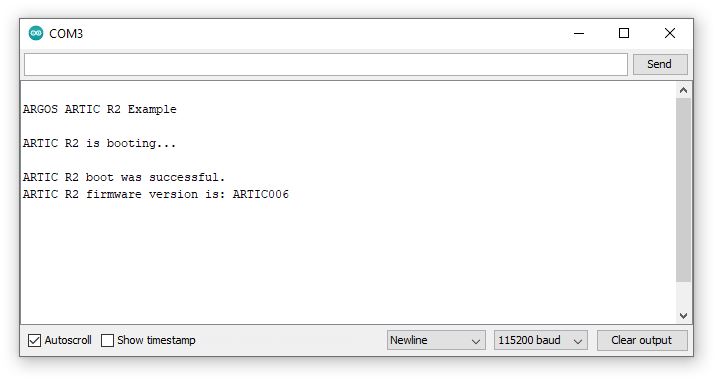 COM3
Send
ARGOS ARTIC R2 Example
ARTIC R2 is booting...
ARTIC R2 boot was successful.
ARTIC R2 firmware version is: ARTIC006
Autoscroll
Show timestamp
Newline
115200 baud
Clear output